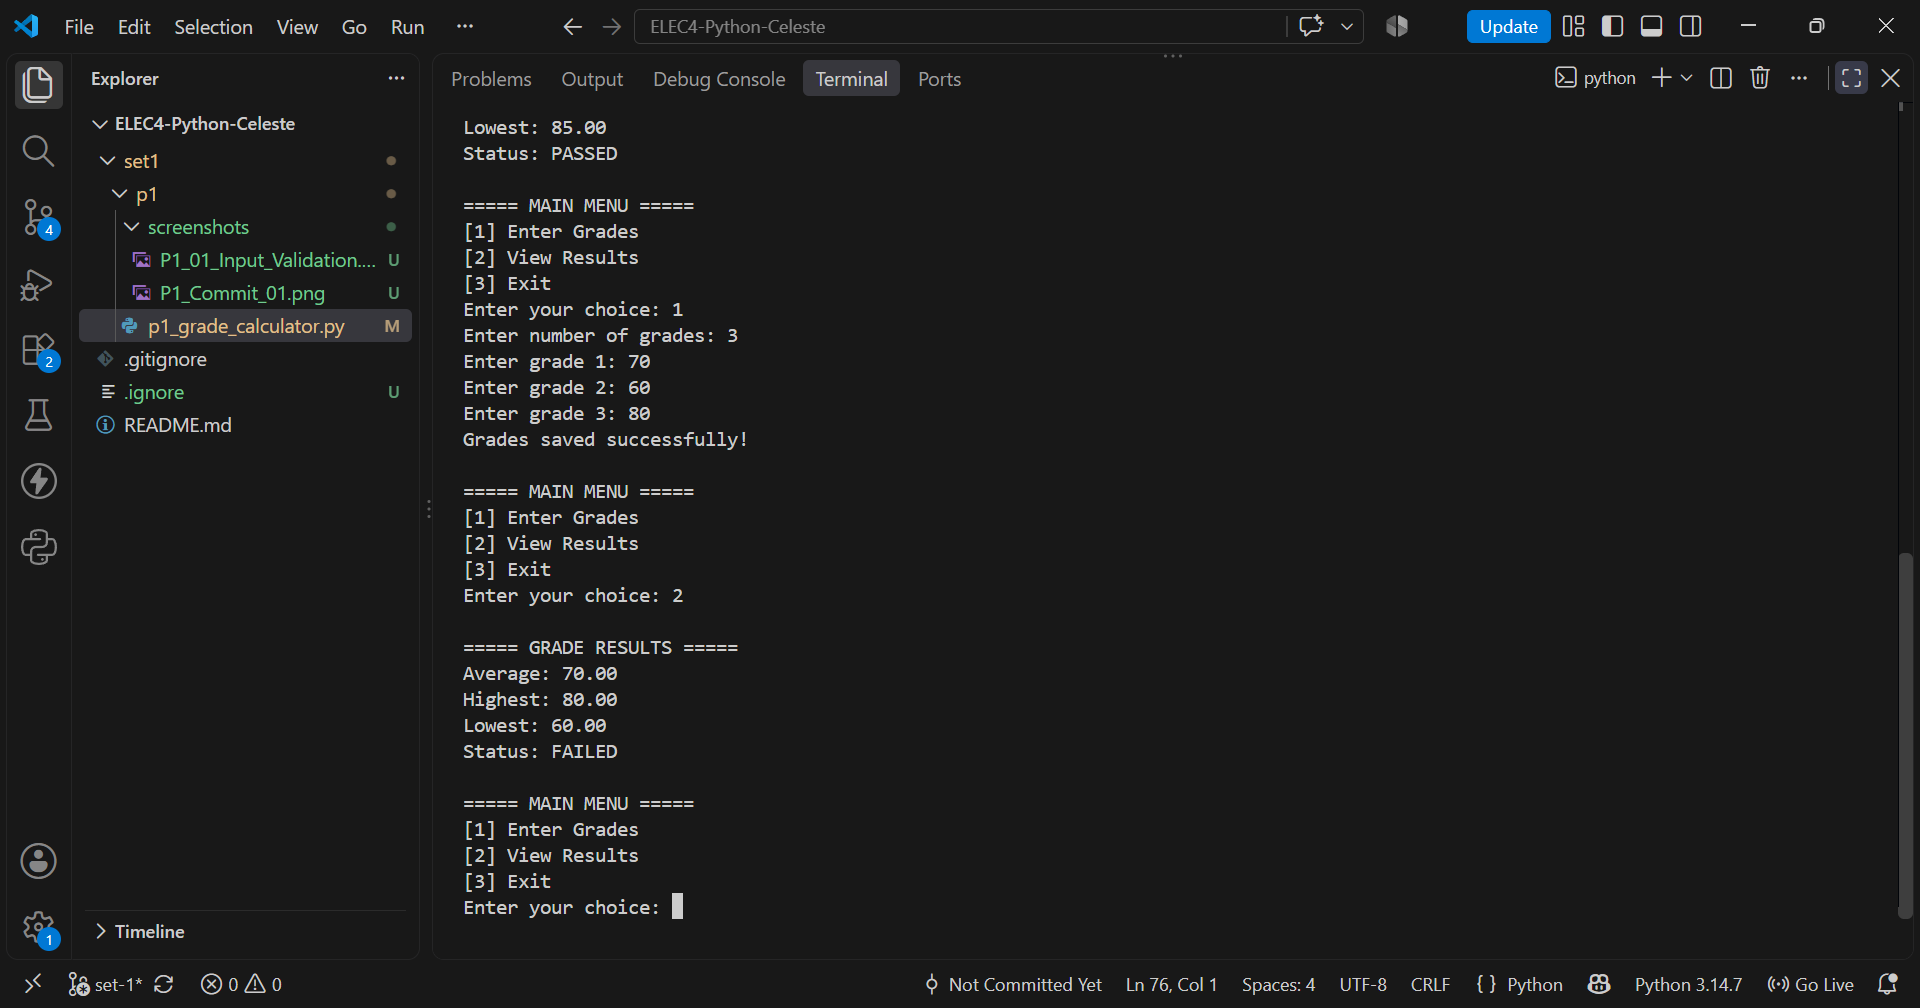 File Edit Selection View Go Run ···
ELEC4-Python-Celeste
Update
Explorer
ELEC4-Python-Celeste
set1
p1
screenshots
P1_01_Input_Validation.... U
P1_Commit_01.png U
p1_grade_calculator.py M
.gitignore
.ignore U
README.md
Timeline
4
2
1
Problems Output Debug Console Terminal Ports
python
Lowest: 85.00
Status: PASSED
===== MAIN MENU =====
[1] Enter Grades
[2] View Results
[3] Exit
Enter your choice: 1
Enter number of grades: 3
Enter grade 1: 70
Enter grade 2: 60
Enter grade 3: 80
Grades saved successfully!
===== MAIN MENU =====
[1] Enter Grades
[2] View Results
[3] Exit
Enter your choice: 2
===== GRADE RESULTS =====
Average: 70.00
Highest: 80.00
Lowest: 60.00
Status: FAILED
===== MAIN MENU =====
[1] Enter Grades
[2] View Results
[3] Exit
Enter your choice:
set-1* 0 0 Not Committed Yet Ln 76, Col 1 Spaces: 4 UTF-8 CRLF { } Python Python 3.14.7 Go Live